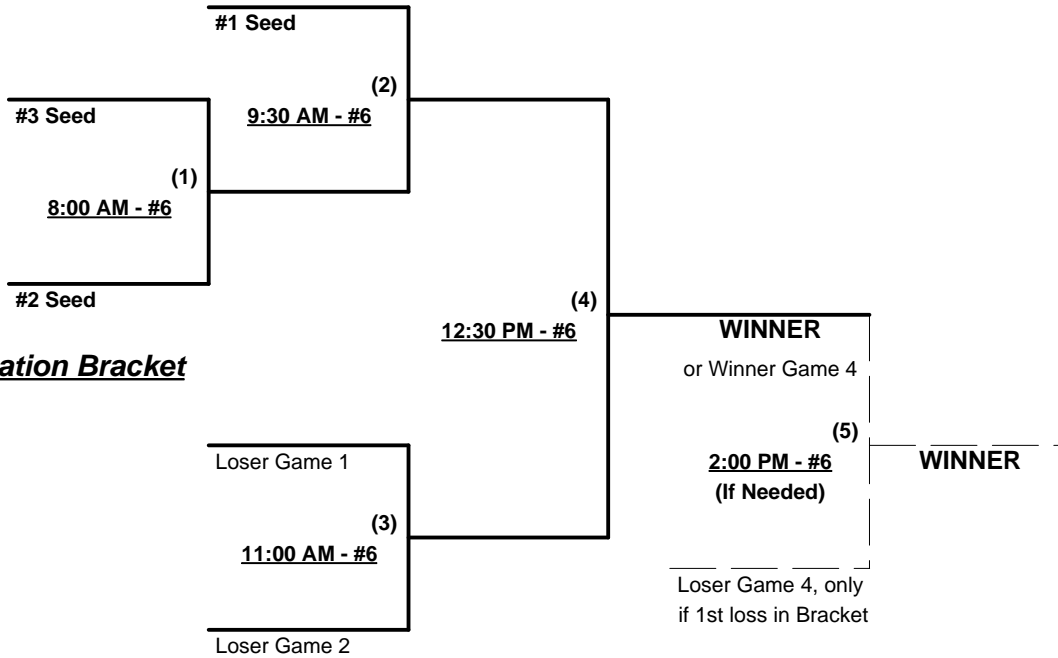 #1 Seed
(2)
9:30 AM - #6
#3 Seed
(1)
8:00 AM - #6
#2 Seed
(4)
12:30 PM - #6
WINNER
or Winner Game 4
(5)
2:00 PM - #6
(If Needed)
WINNER
ation Bracket
Loser Game 1
(3)
11:00 AM - #6
Loser Game 2
Loser Game 4, only
if 1st loss in Bracket